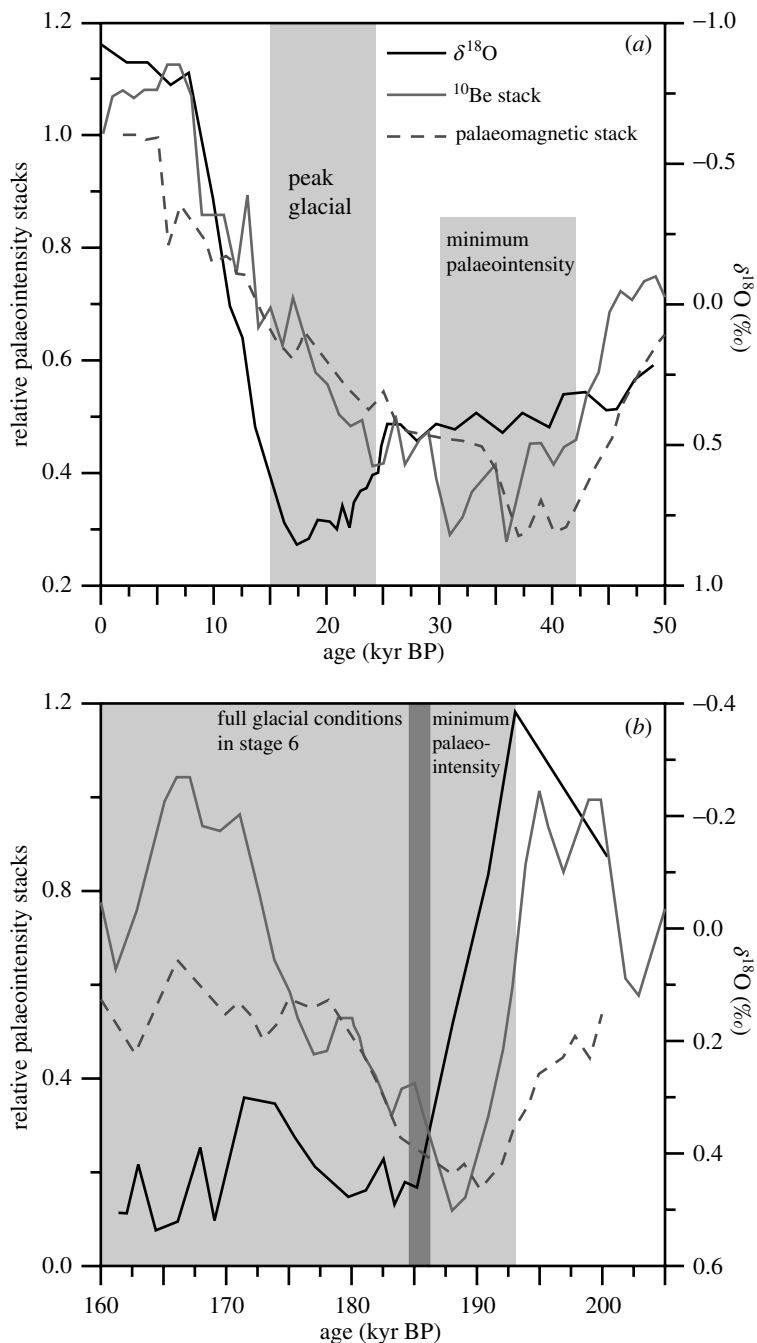 1.2
1.0
0.8
0.6
0.4
0.2
relative palaeointensity stacks
−1.0
−0.5
0.0
0.5
1.0
δ18O (‰)
(a)
δ18O
10Be stack
palaeomagnetic stack
peak
glacial
minimum
palaeointensity
0 10 20 30 40 50
age (kyr BP)
1.2
1.0
0.8
0.4
0.0
relative palaeointensity stacks
−0.4
−0.2
0.0
0.2
0.4
0.6
δ18O (‰)
(b)
full glacial conditions
in stage 6
minimum
palaeo-
intensity
160 170 180 190 200
age (kyr BP)